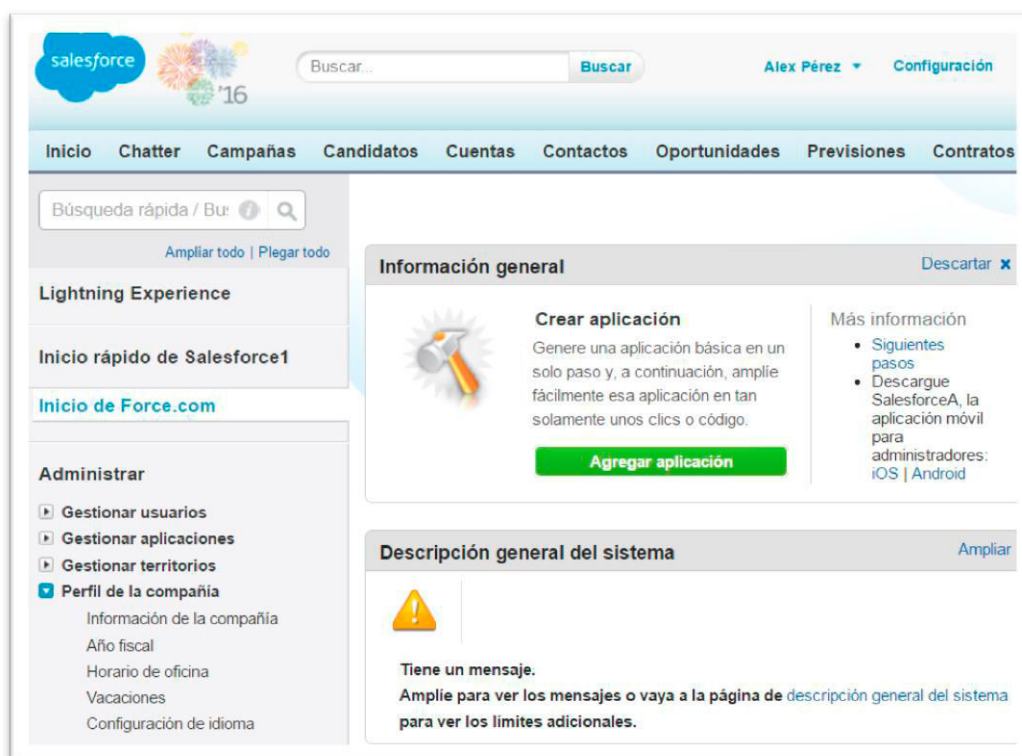 salesforce
'16
Buscar...
Buscar
Alex Pérez
Configuración
Inicio Chatter Campañas Candidatos Cuentas Contactos Oportunidades Previsiones Contratos
Búsqueda rápida / Bus
Ampliar todo | Plegar todo
Lightning Experience
Inicio rápido de Salesforce1
Inicio de Force.com
Administrar
Gestionar usuarios
Gestionar aplicaciones
Gestionar territorios
Perfil de la compañía
Información de la compañía
Año fiscal
Horario de oficina
Vacaciones
Configuración de idioma
Información general
Descartar x
Crear aplicación
Genere una aplicación básica en un
solo paso y, a continuación, amplíe
fácilmente esa aplicación en tan
solamente unos clics o código.
Agregar aplicación
Más información
• Siguientes
pasos
• Descargue
SalesforceA, la
aplicación móvil
para
administradores:
iOS | Android
Descripción general del sistema
Ampliar
Tiene un mensaje.
Amplíe para ver los mensajes o vaya a la página de descripción general del sistema
para ver los límites adicionales.